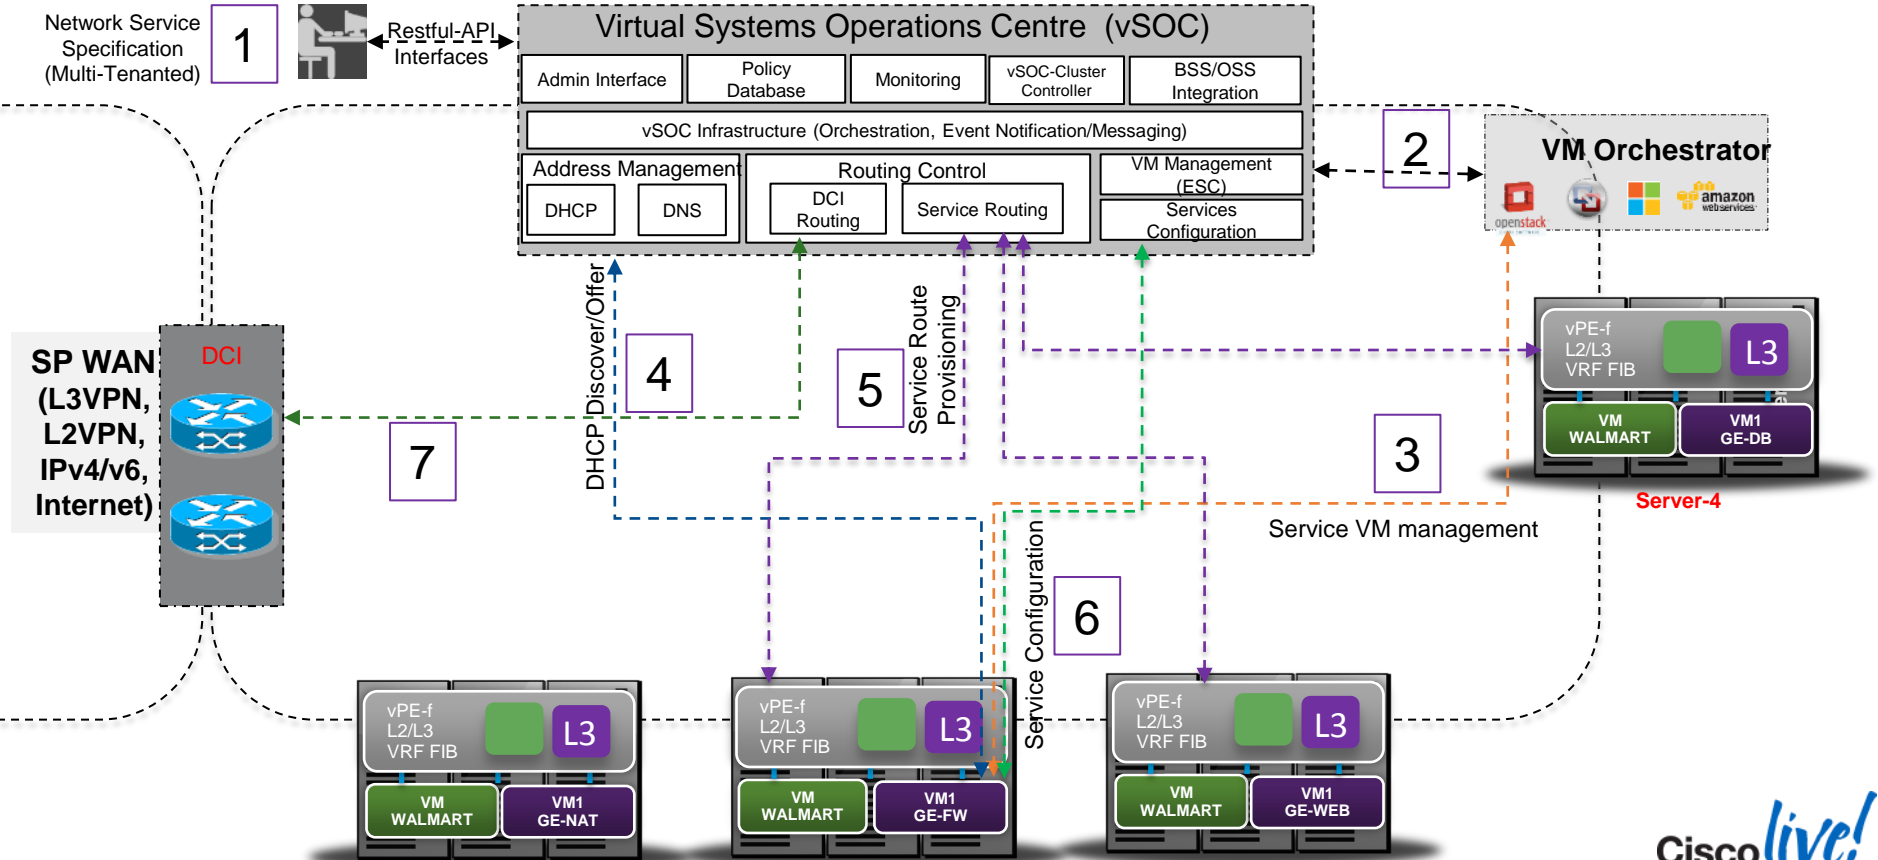 Network Service
Specification
(Multi-Tenanted)
1
Restful-API
Interfaces
Virtual Systems Operations Centre (vSOC)
Admin Interface
Policy
Database
Monitoring
vSOC-Cluster
Controller
BSS/OSS
Integration
vSOC Infrastructure (Orchestration, Event Notification/Messaging)
Address Management
DHCP
DNS
Routing Control
DCI
Routing
Service Routing
VM Management
(ESC)
Services
Configuration
2
VM Orchestrator
openstack
amazon
webservices
SP WAN
(L3VPN,
L2VPN,
IPv4/v6,
Internet)
DCI
7
DHCP Discover/Offer
4
5
Service Route
Provisioning
3
Service VM management
Service Configuration
6
vPE-f
L2/L3
VRF FIB
L3
VM
WALMART
VM1
GE-DB
Server-4
vPE-f
L2/L3
VRF FIB
L3
VM
WALMART
VM1
GE-NAT
vPE-f
L2/L3
VRF FIB
L3
VM
WALMART
VM1
GE-FW
vPE-f
L2/L3
VRF FIB
L3
VM
WALMART
VM1
GE-WEB
Cisco live!